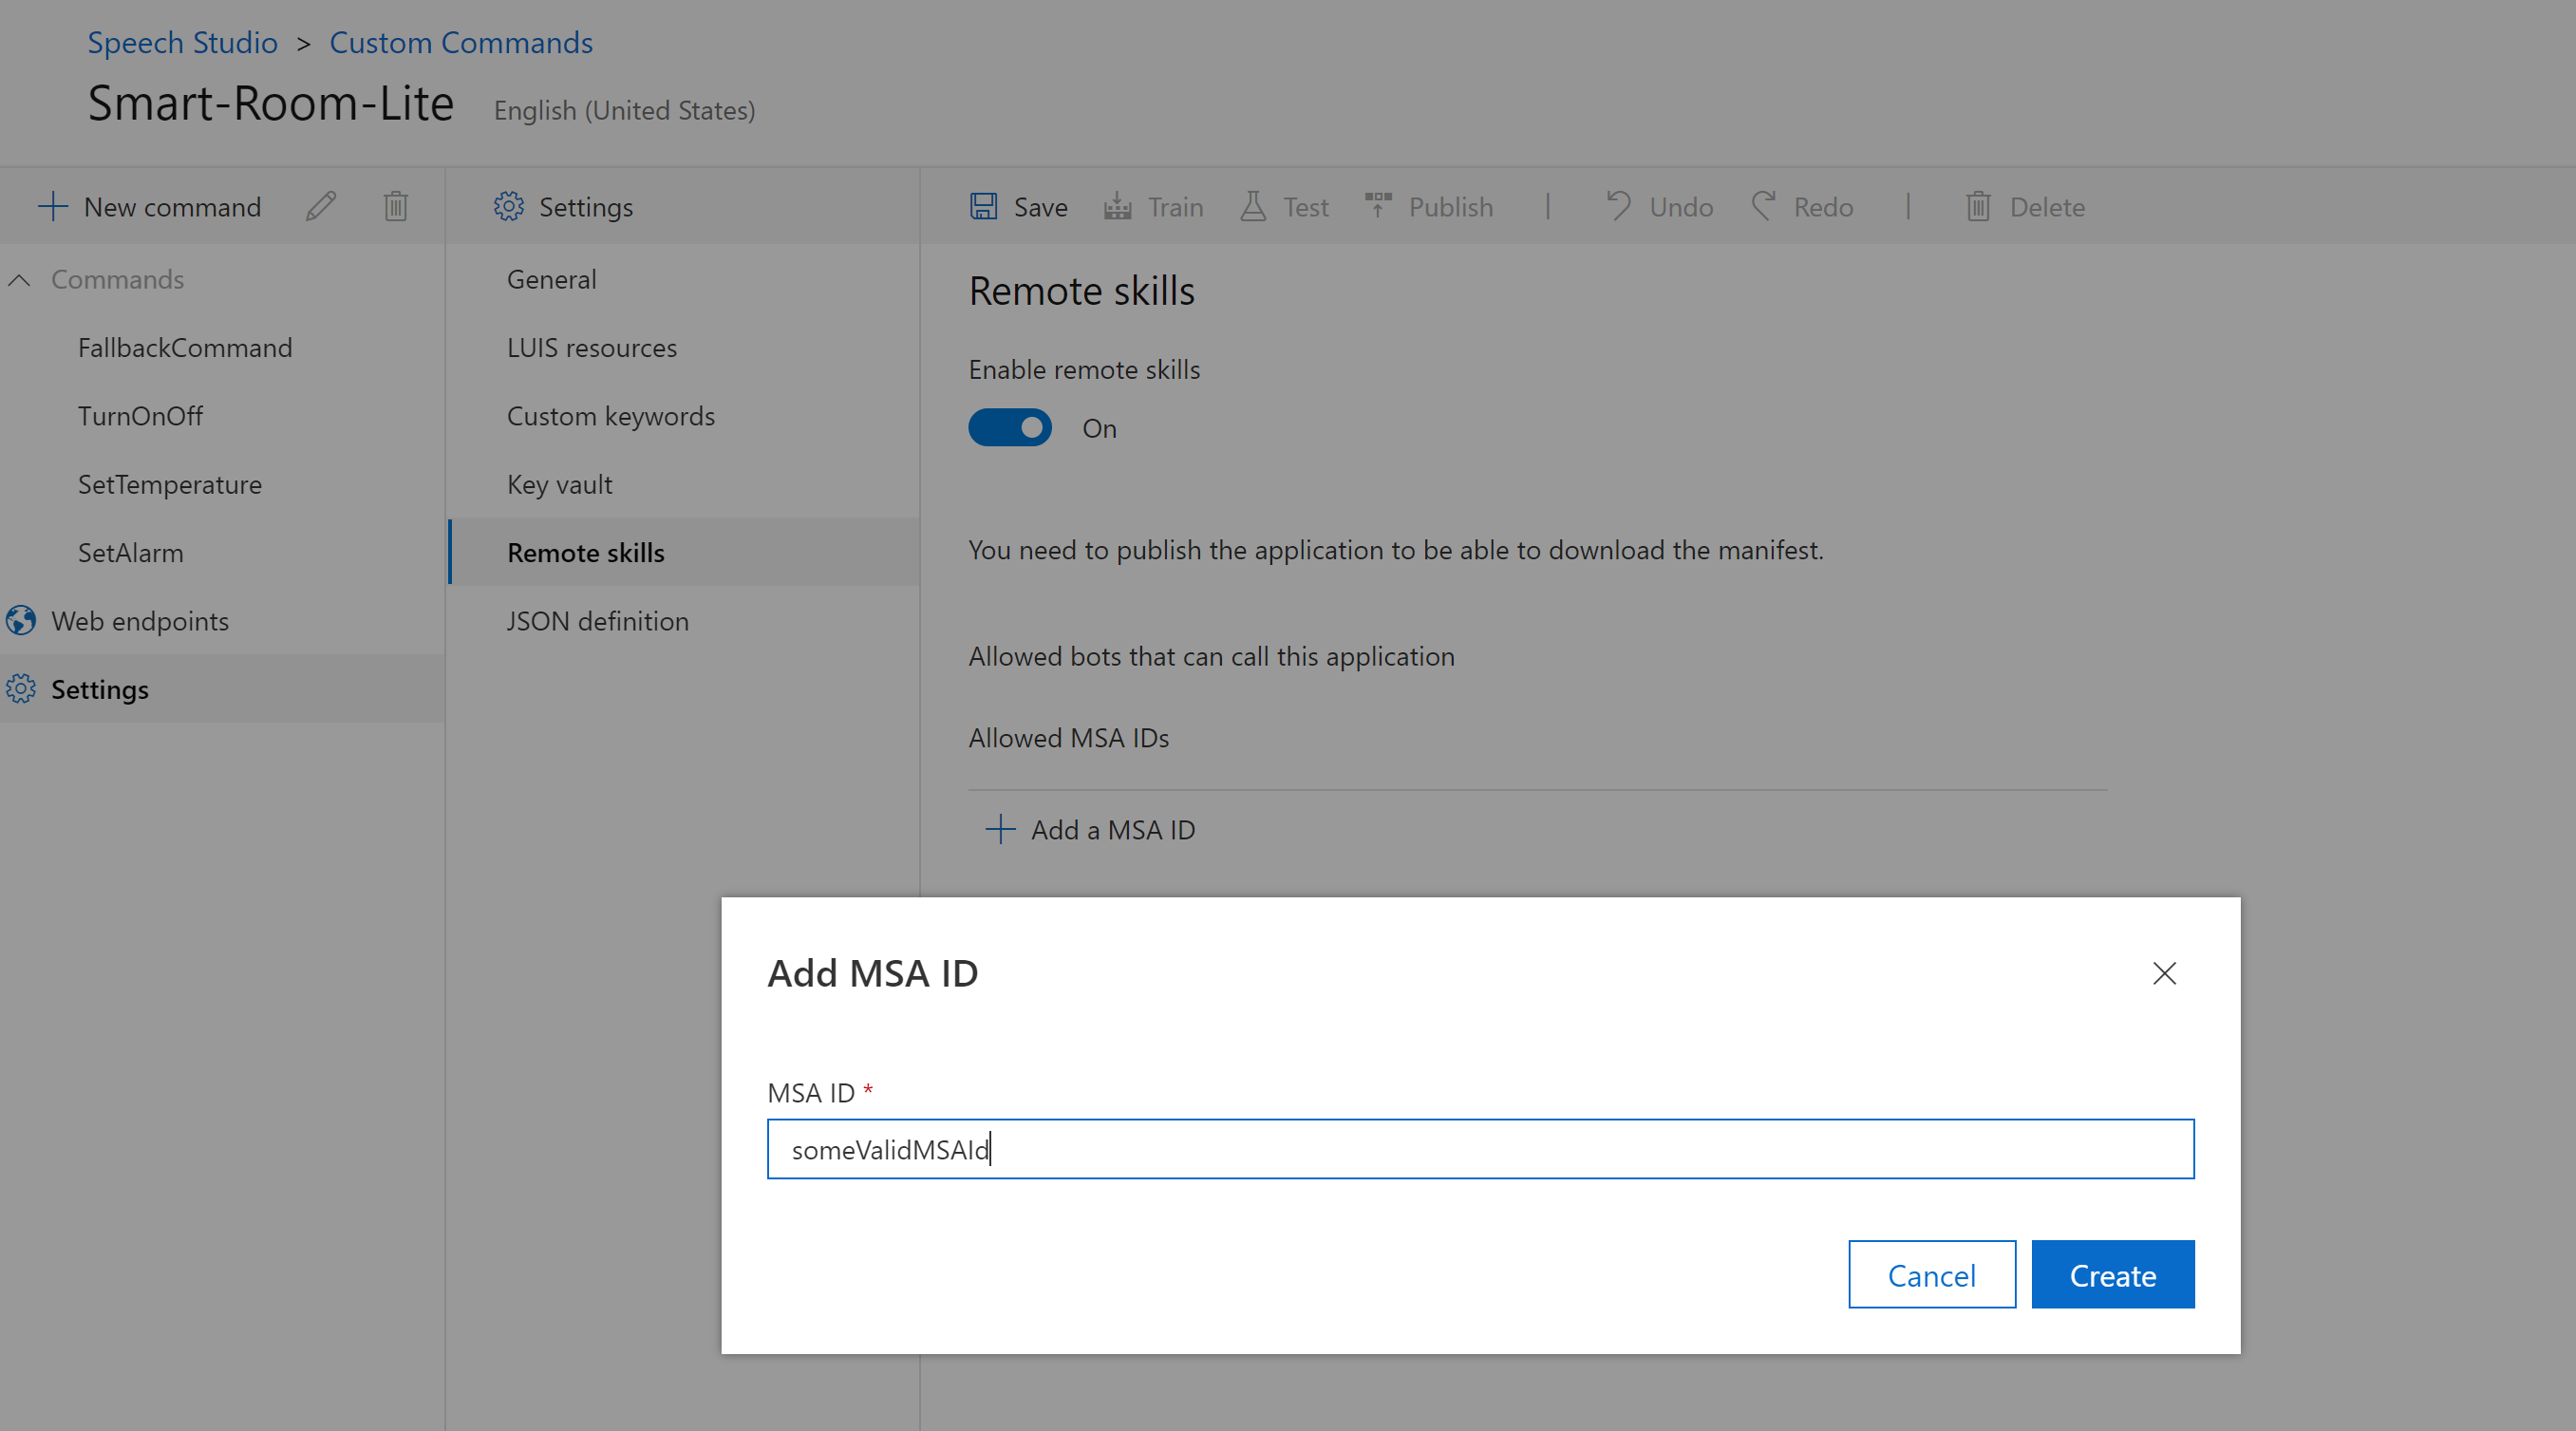 Speech Studio > Custom Commands
Smart-Room-Lite English (United States)
New command
Commands
FallbackCommand
TurnOnOff
SetTemperature
SetAlarm
Web endpoints
Settings
Settings
General
LUIS resources
Custom keywords
Key vault
Remote skills
JSON definition
Save Train Test Publish | Undo Redo | Delete
Remote skills
Enable remote skills
On
You need to publish the application to be able to download the manifest.
Allowed bots that can call this application
Allowed MSA IDs
Add a MSA ID
Add MSA ID
MSA ID *
someValidMSAId
Cancel Create